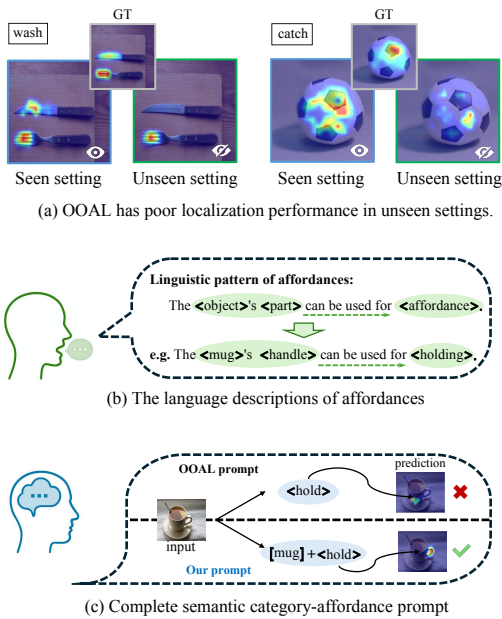 GT
GT
wash
catch
Seen setting
Unseen setting
Seen setting
Unseen setting
(a) OOAL has poor localization performance in unseen settings.
Linguistic pattern of affordances:
The <object>'s <part> can be used for <affordance>.
e.g. The <mug>'s <handle> can be used for <holding>.
(b) The language descriptions of affordances
OOAL prompt
prediction
<hold>
input
[mug]+<hold>
Our prompt
(c) Complete semantic category-affordance prompt